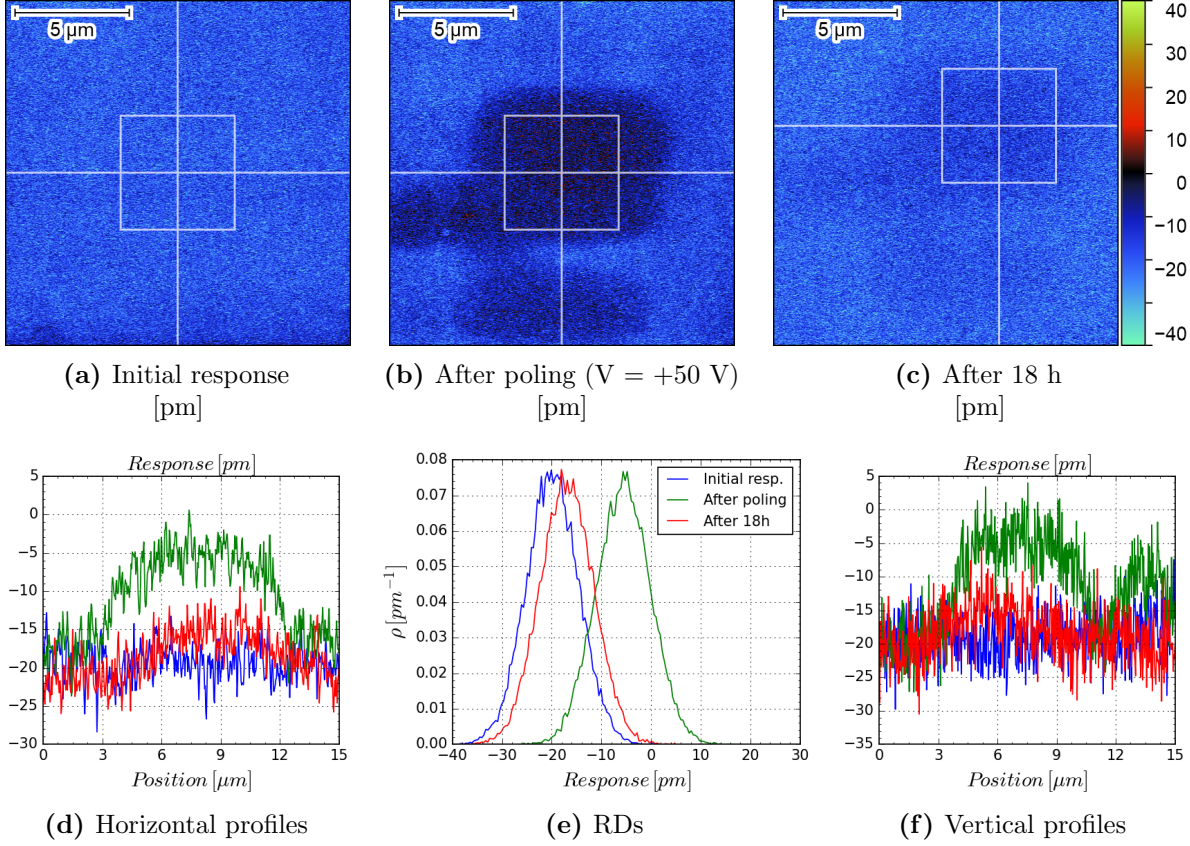 5 µm
5 µm
5 µm
40
30
20
10
0
−10
−20
−30
−40
(a) Initial response
[pm]
(b) After poling (V = +50 V)
[pm]
(c) After 18 h
[pm]
Response [pm]
5
0
−5
−10
−15
−20
−25
−30
0 3 6 9 12 15
Position [µm]
(d) Horizontal profiles
0.08
0.07
0.06
0.05
0.04
0.03
0.02
0.01
0.00
ρ [pm⁻¹]
Initial resp.
After poling
After 18h
−40 −30 −20 −10 0 10 20 30
Response [pm]
(e) RDs
Response [pm]
5
0
−5
−10
−15
−20
−25
−30
−35
0 3 6 9 12 15
Position [µm]
(f) Vertical profiles